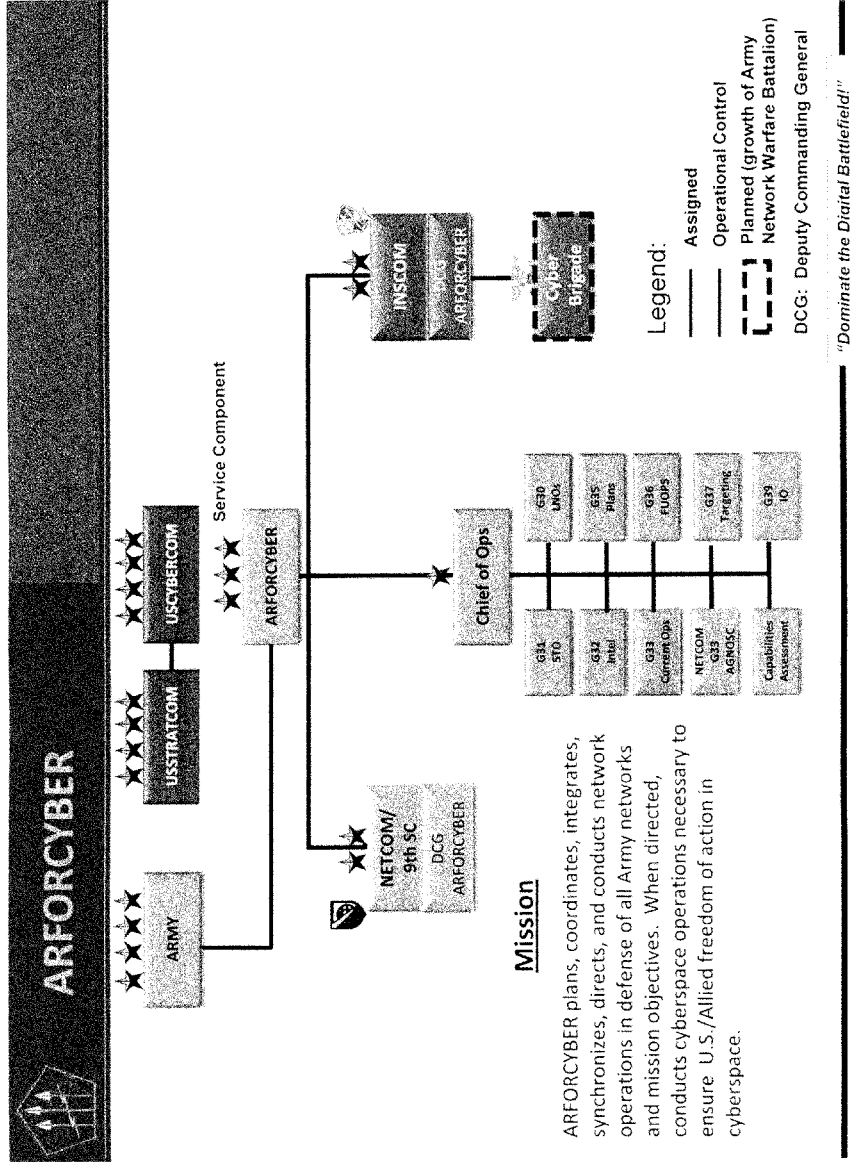 ARFORCYBER
ARMY
USSTRATCOM
USCYBERCOM
Service Component
ARFORCYBER
NETCOM/
9th SC
DCG
ARFORCYBER
INSCOM
DCG
ARFORCYBER
Cyber
Brigade
Chief of Ops
G31
STO
G30
LNOs
G32
Intel
G35
Plans
G33
Current Ops
G36
FUOPS
NETCOM
G33
AGNOSC
G37
Targeting
Capabilities
Assessment
G39
IO
Mission
ARFORCYBER plans, coordinates, integrates,
synchronizes, directs, and conducts network
operations in defense of all Army networks
and mission objectives. When directed,
conducts cyberspace operations necessary to
ensure U.S./Allied freedom of action in
cyberspace.
Legend:
Assigned
Operational Control
Planned (growth of Army
Network Warfare Battalion)
DCG: Deputy Commanding General
"Dominate the Digital Battlefield!"